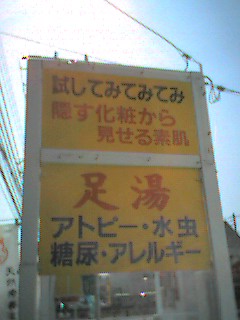 試してみてみてみ
隠す化粧から
見せる素肌
足湯
アトピー・水虫
糖尿・アレルギー